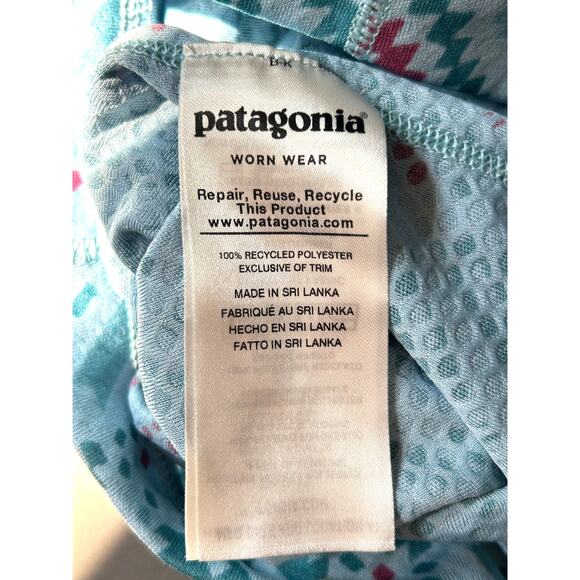 B-K
patagonia®
WORN WEAR
Repair, Reuse, Recycle
This Product
www.patagonia.com
100% RECYCLED POLYESTER
EXCLUSIVE OF TRIM
MADE IN SRI LANKA
FABRIQUÉ AU SRI LANKA
HECHO EN SRI LANKA
FATTO IN SRI LANKA